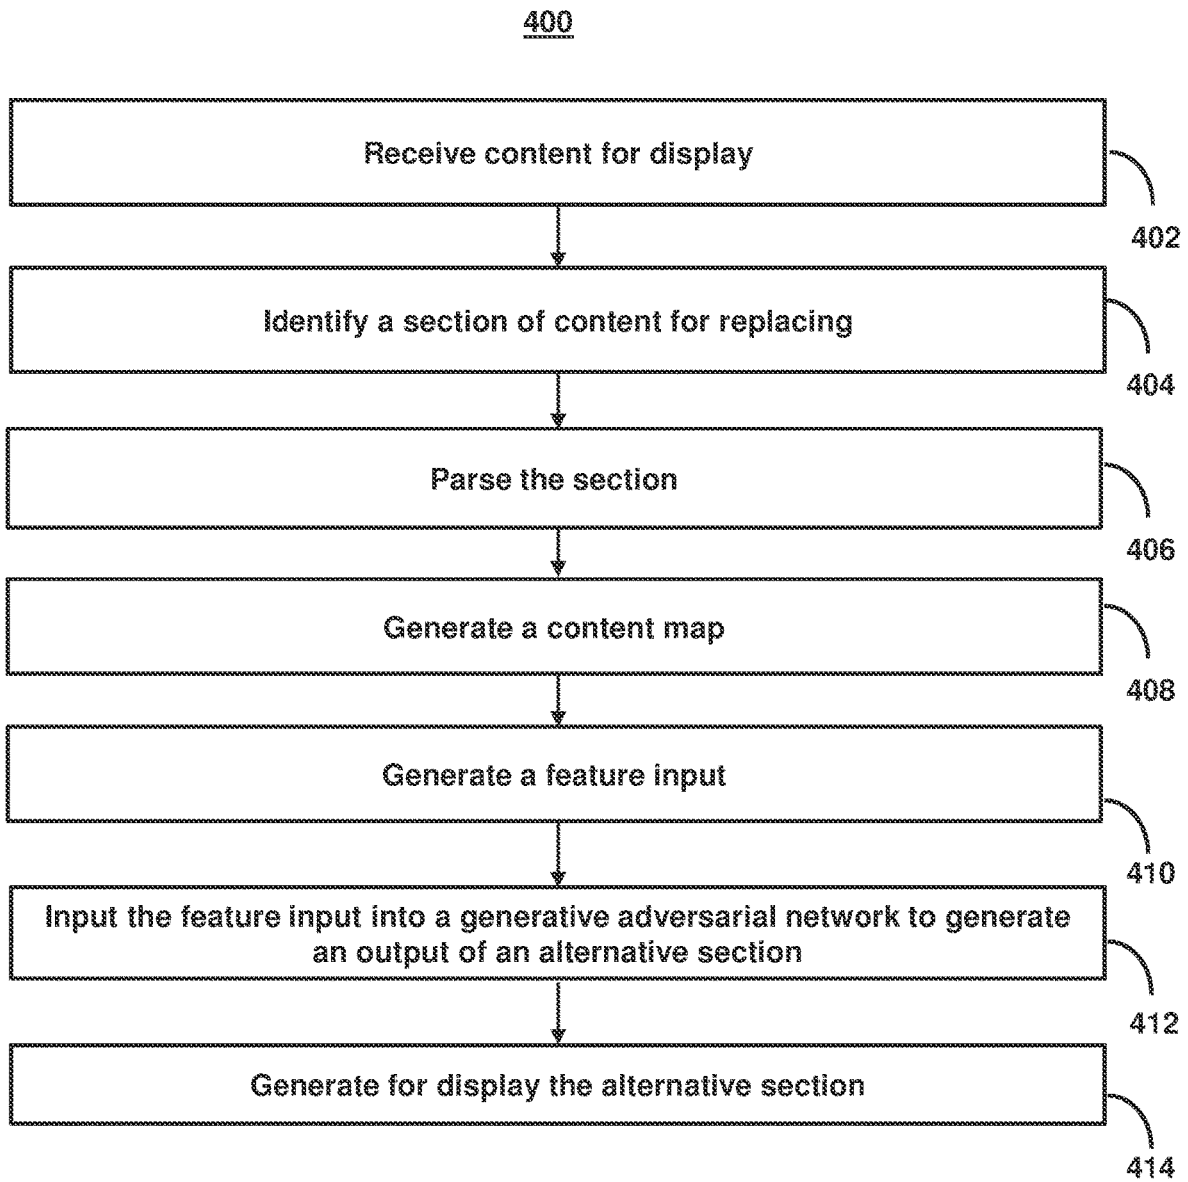 400
Receive content for display
402
Identify a section of content for replacing
404
Parse the section
406
Generate a content map
408
Generate a feature input
410
Input the feature input into a generative adversarial network to generate
an output of an alternative section
412
Generate for display the alternative section
414